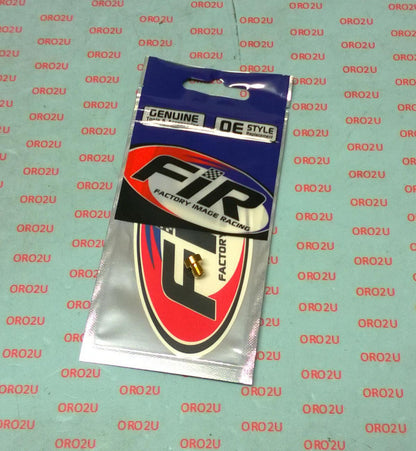 GENUINE
OE STYLE
FIR
FACTORY IMAGE RACING
FIR
FACTORY
ORO2U